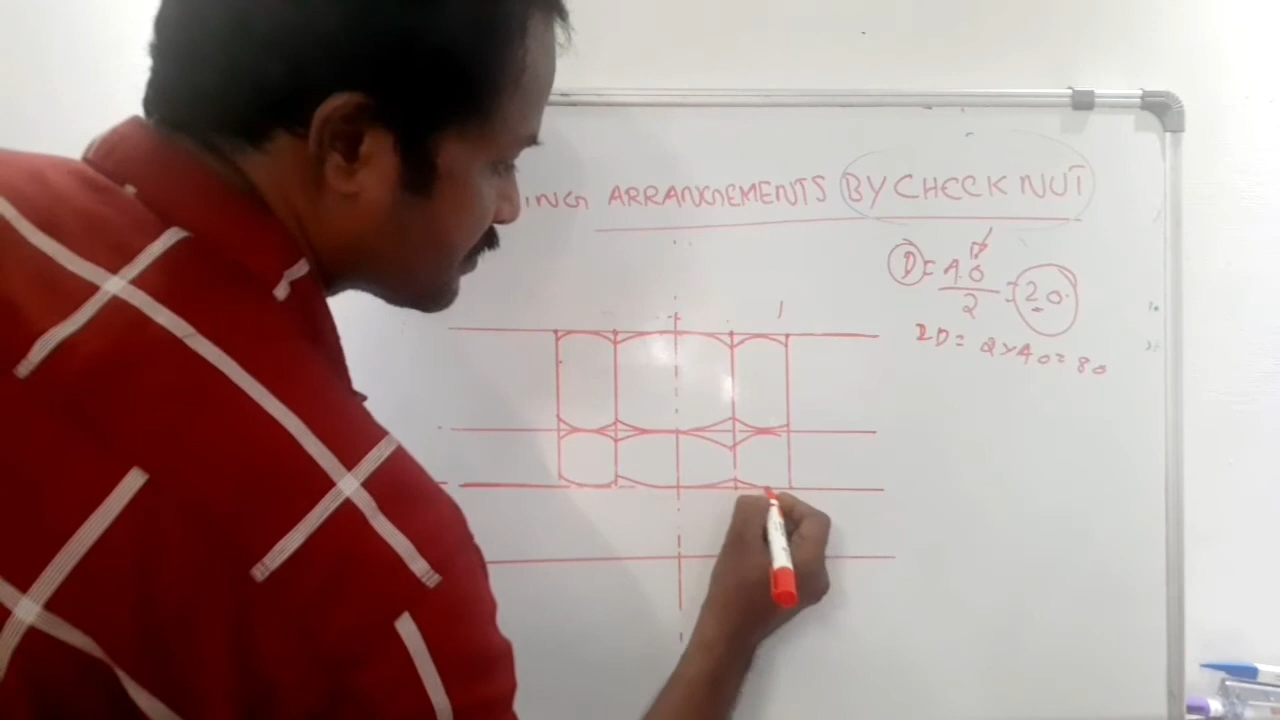 ING ARRANGEMENTS BY CHECK NUT
D = 40/2 = 20
2D = 2 x 40 = 80